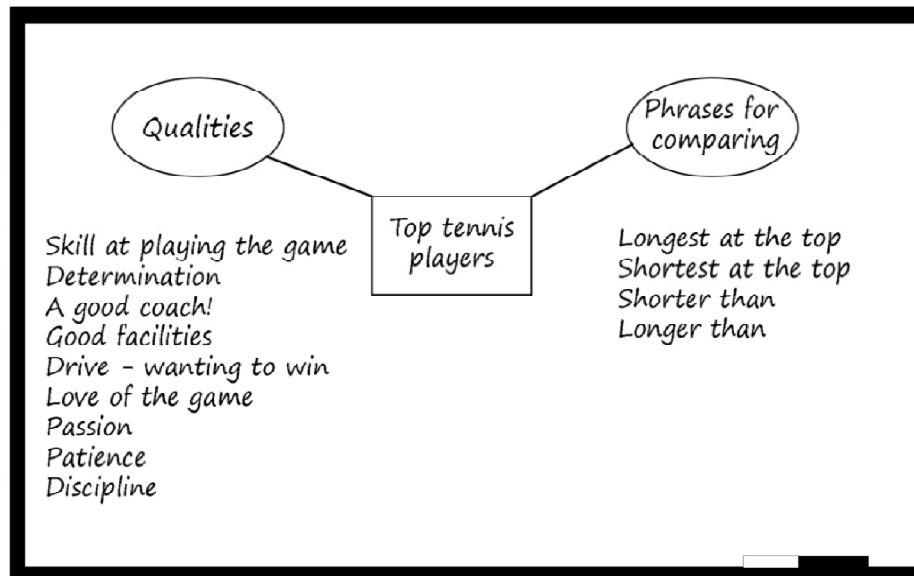 Qualities
Skill at playing the game
Determination
A good coach!
Good facilities
Drive - wanting to win
Love of the game
Passion
Patience
Discipline
Top tennis
players
Phrases for
comparing
Longest at the top
Shortest at the top
Shorter than
Longer than